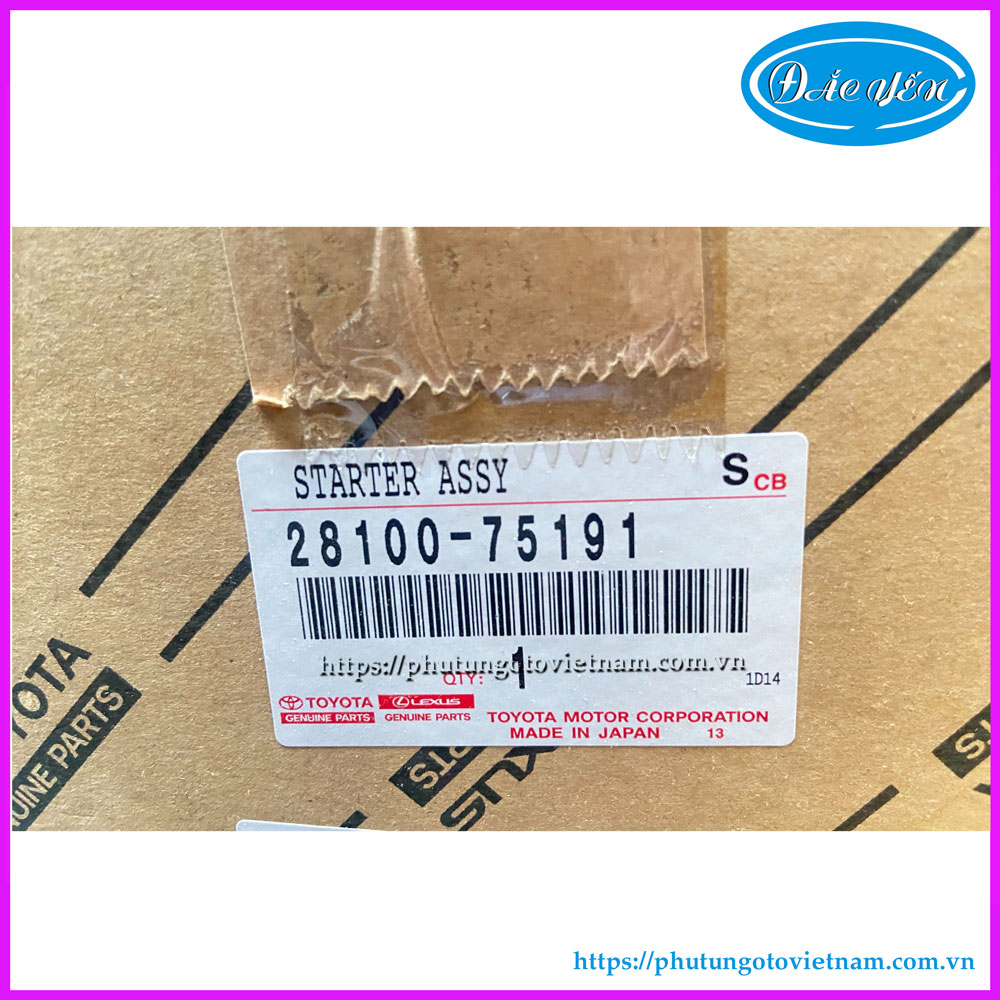 ĐẮC YẾN
STARTER ASSY
S CB
28100-75191
https://phutungotovietnam.com.vn
QTY: 1
1D14
TOYOTA LEXUS
GENUINE PARTS GENUINE PARTS
TOYOTA MOTOR CORPORATION
MADE IN JAPAN 13
TOYOTA
GENUINE PARTS
https://phutungotovietnam.com.vn